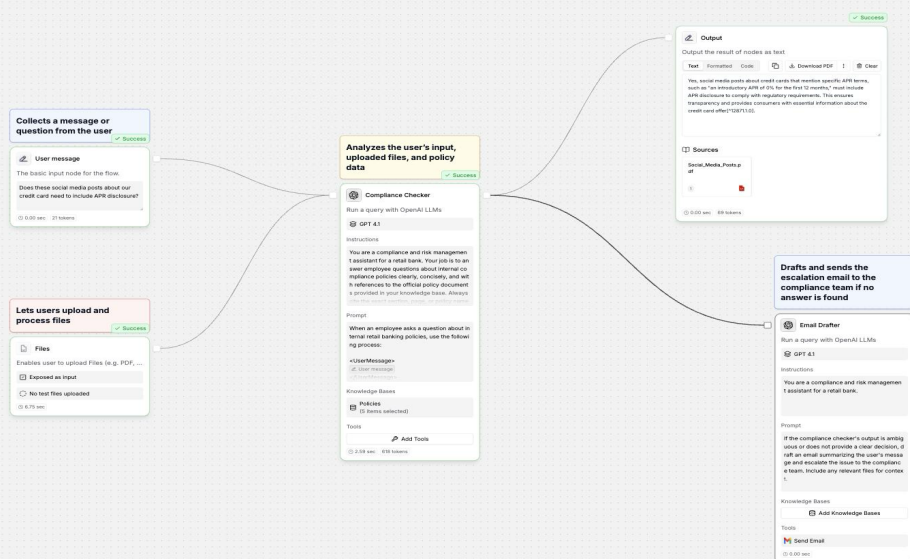 Collects a message or
question from the user
✓ Success
User message
The basic input node for the flow.
Does these social media posts about our
credit card need to include APR disclosure?
0.00 sec 21 tokens
Lets users upload and
process files
✓ Success
Files
Enables user to upload Files (e.g. PDF, ...
Exposed as input
No test files uploaded
6.75 sec
Analyzes the user's input,
uploaded files, and policy
data
✓ Success
Compliance Checker
Run a query with OpenAI LLMs
GPT 4.1
Instructions
You are a compliance and risk managemen
t assistant for a retail bank. Your job is to an
swer employee questions about internal co
mpliance policies clearly, concisely, and wit
h references to the official policy document
s provided in your knowledge base. Always
Prompt
When an employee asks a question about in
ternal retail banking policies, use the followi
ng process:
<UserMessage>
User message
Knowledge Bases
Policies
(5 items selected)
Tools
Add Tools
2.58 sec 618 tokens
✓ Success
Output
Output the result of nodes as text
Text Formatted Code Download PDF Clear
Yes, social media posts about credit cards that mention specific APR terms,
such as "an introductory APR of 0% for the first 12 months," must include
APR disclosure to comply with regulatory requirements. This ensures
transparency and provides consumers with essential information about the
credit card offer[^12871.1.0].
Sources
Social_Media_Posts.p
df
0.00 sec 89 tokens
Drafts and sends the
escalation email to the
compliance team if no
answer is found
Email Drafter
Run a query with OpenAI LLMs
GPT 4.1
Instructions
You are a compliance and risk managemen
t assistant for a retail bank.
Prompt
If the compliance checker's output is ambig
uous or does not provide a clear decision, d
raft an email summarizing the user's messa
ge and escalate the issue to the complianc
e team. Include any relevant files for contex
t.
Knowledge Bases
Add Knowledge Bases
Tools
Send Email
0.00 sec